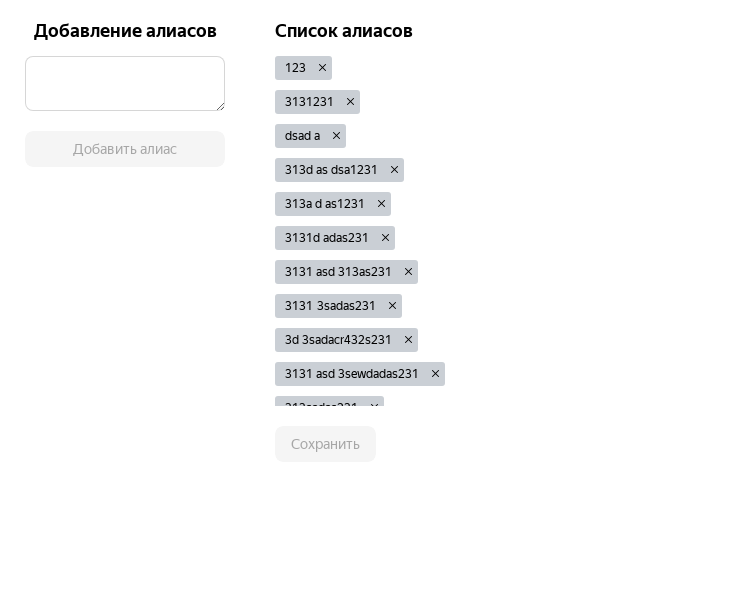 Добавление алиасов
Добавить алиас
Список алиасов
123 ×
3131231 ×
dsad a ×
313d as dsa1231 ×
313a d as1231 ×
3131d adas231 ×
3131 asd 313as231 ×
3131 3sadas231 ×
3d 3sadacr432s231 ×
3131 asd 3sewdadas231 ×
Сохранить